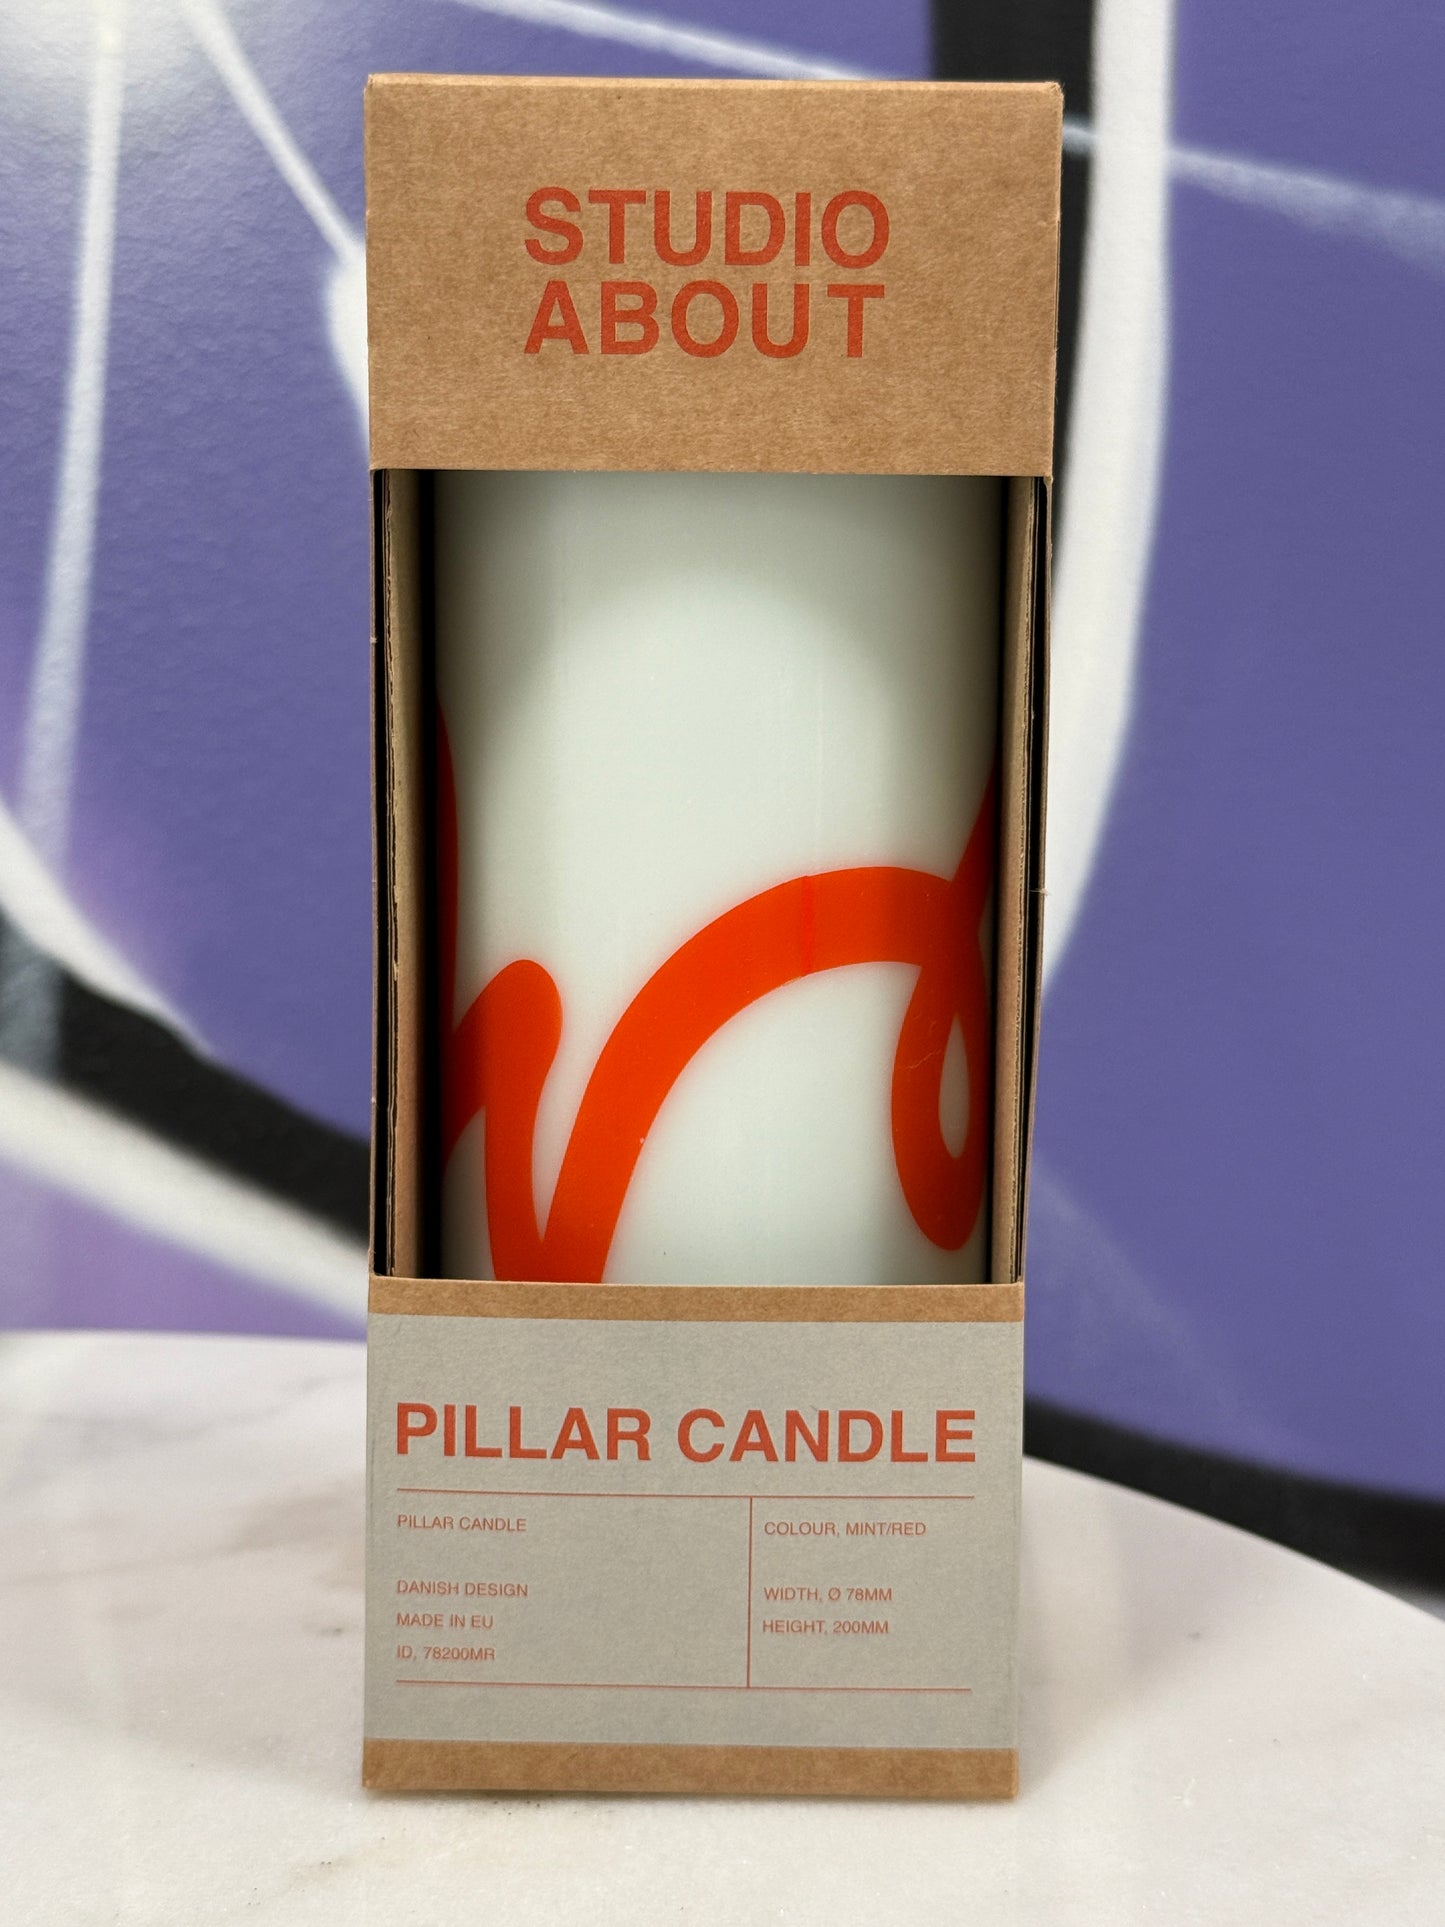 STUDIO
ABOUT
PILLAR CANDLE
PILLAR CANDLE
DANISH DESIGN
MADE IN EU
ID, 78200MR
COLOUR, MINT/RED
WIDTH, Ø 78MM
HEIGHT, 200MM